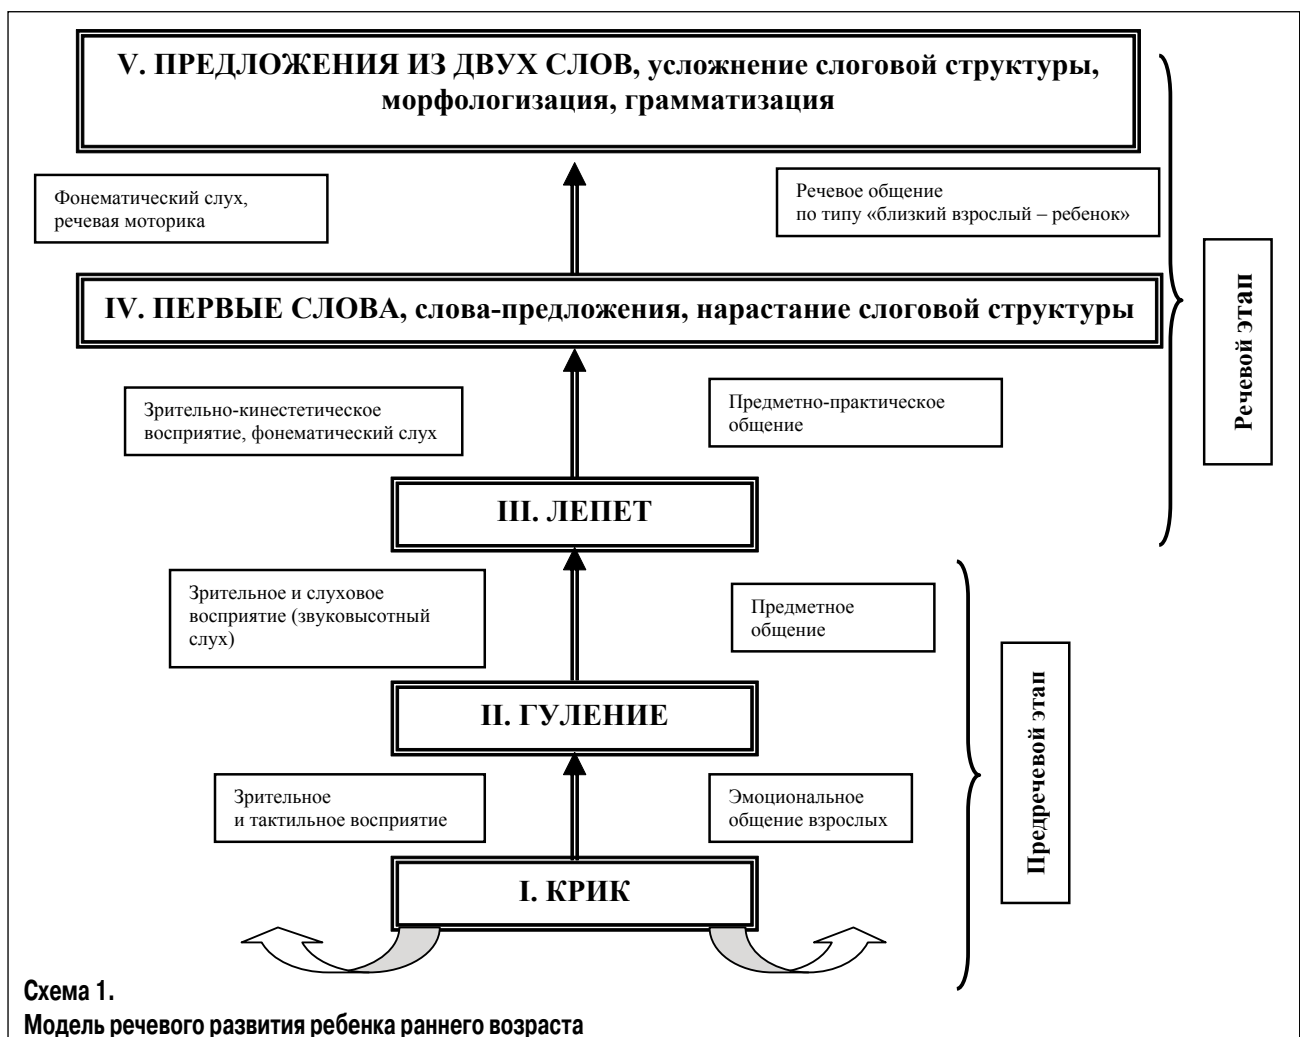 V. ПРЕДЛОЖЕНИЯ ИЗ ДВУХ СЛОВ, усложнение слоговой структуры,
морфологизация, грамматизация
Фонематический слух,
речевая моторика
Речевое общение
по типу «близкий взрослый – ребенок»
IV. ПЕРВЫЕ СЛОВА, слова-предложения, нарастание слоговой структуры
Речевой этап
Зрительно-кинестетическое
восприятие, фонематический слух
Предметно-практическое
общение
III. ЛЕПЕТ
Зрительное и слуховое
восприятие (звуковысотный
слух)
Предметное
общение
II. ГУЛЕНИЕ
Предречевой этап
Зрительное
и тактильное восприятие
Эмоциональное
общение взрослых
I. КРИК
Схема 1.
Модель речевого развития ребенка раннего возраста